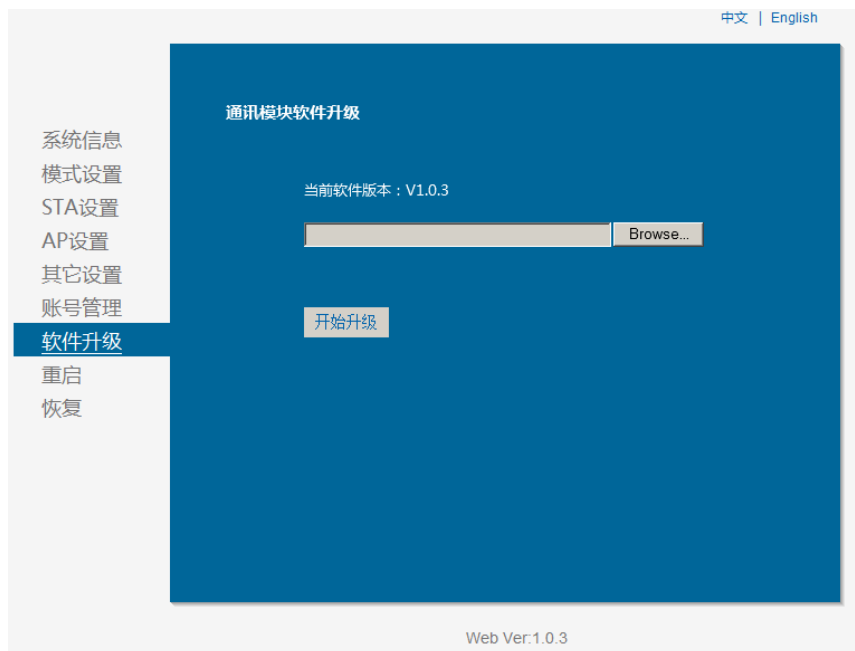 中文 | English
通讯模块软件升级
系统信息
模式设置
STA设置
AP设置
其它设置
账号管理
软件升级
重启
恢复
当前软件版本：V1.0.3
Browse...
开始升级
Web Ver:1.0.3